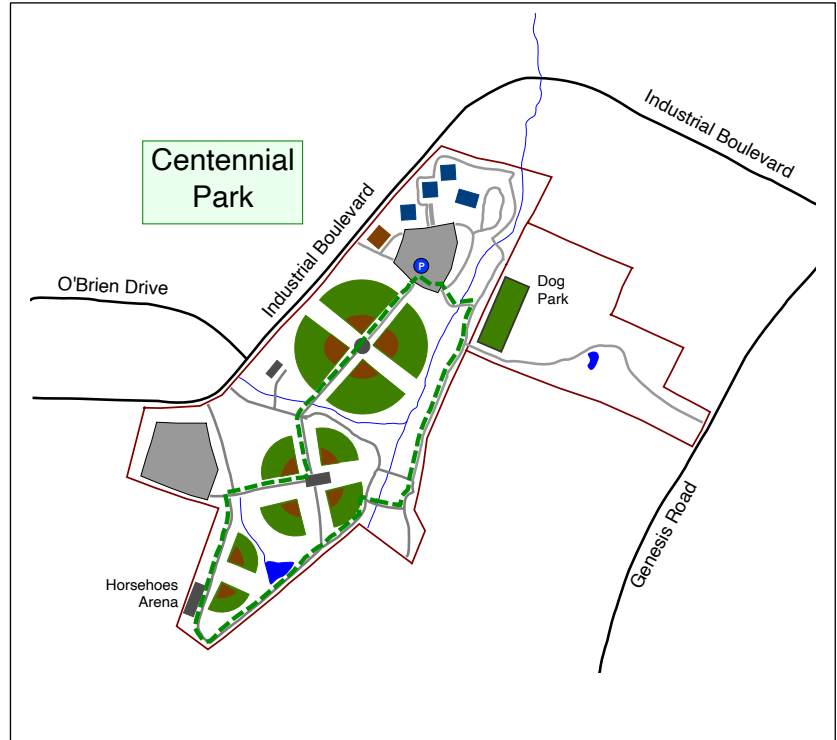 Industrial Boulevard
Centennial
Park
Industrial Boulevard
P
O'Brien Drive
Dog
Park
Horsehoes
Arena
Genesis Road